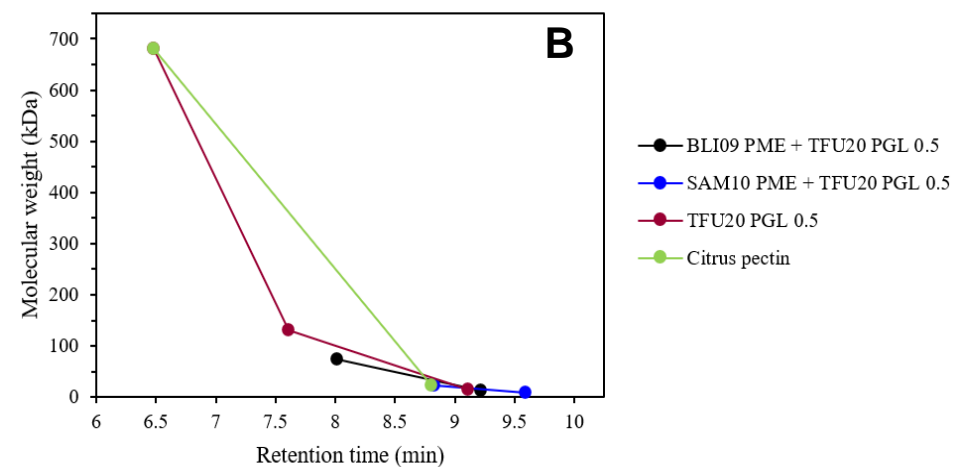 B
700
600
500
400
300
200
100
0
Molecular weight (kDa)
6 6.5 7 7.5 8 8.5 9 9.5 10
Retention time (min)
BLI09 PME + TFU20 PGL 0.5
SAM10 PME + TFU20 PGL 0.5
TFU20 PGL 0.5
Citrus pectin